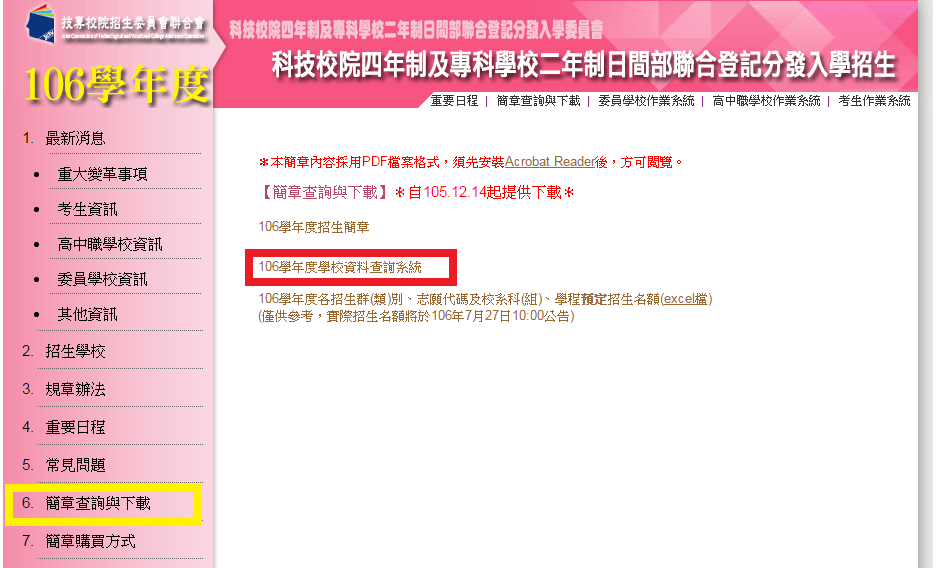 技專校院招生委員會聯合會
Joint Commission of Technological and Vocational College Admission Committee
106學年度
科技校院四年制及專科學校二年制日間部聯合登記分發入學委員會
科技校院四年制及專科學校二年制日間部聯合登記分發入學招生
重要日程 | 簡章查詢與下載 | 委員學校作業系統 | 高中職學校作業系統 | 考生作業系統
1. 最新消息
• 重大變革事項
• 考生資訊
• 高中職學校資訊
• 委員學校資訊
• 其他資訊
2. 招生學校
3. 規章辦法
4. 重要日程
5. 常見問題
6. 簡章查詢與下載
7. 簡章購買方式
＊本簡章內容採用PDF檔案格式，須先安裝Acrobat Reader後，方可閱覽。
【簡章查詢與下載】＊自105.12.14起提供下載＊
106學年度招生簡章
106學年度學校資料查詢系統
106學年度各招生群(類)別、志願代碼及校系科(組)、學程預定招生名額(excel檔)
(僅供參考，實際招生名額將於106年7月27日10:00公告)